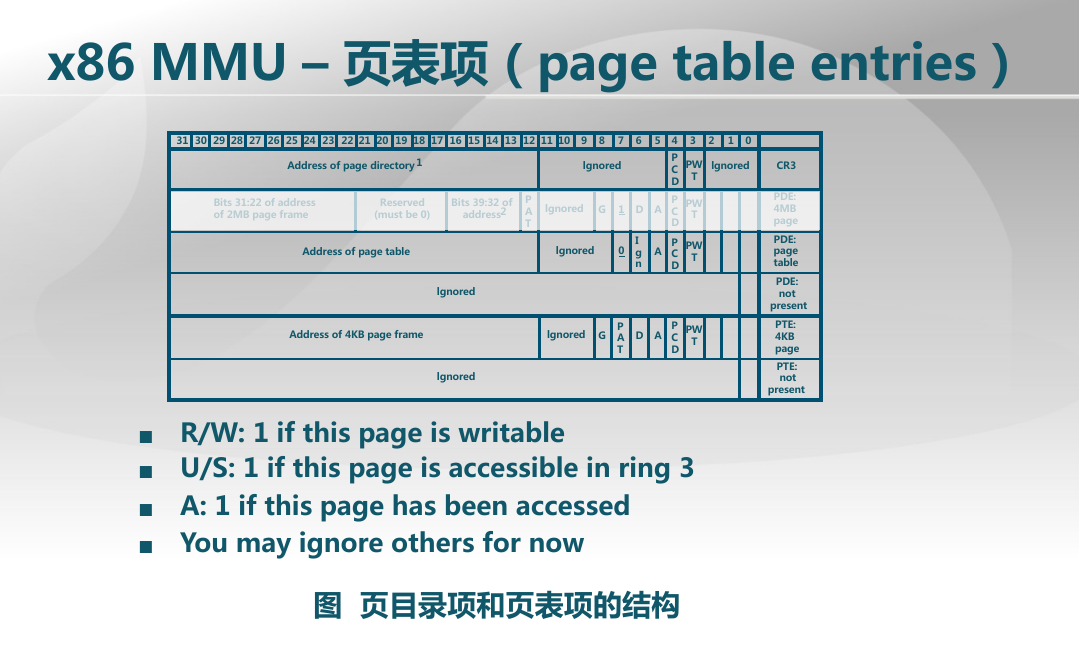 x86 MMU – 页表项（page table entries）
31 30 29 28 27 26 25 24 23 22 21 20 19 18 17 16 15 14 13 12 11 10 9 8 7 6 5 4 3 2 1 0
Address of page directory1 Ignored PCD PWT Ignored CR3
Bits 31:22 of address of 2MB page frame Reserved (must be 0) Bits 39:32 of address2 PAT Ignored G 1 D A PCD PWT PDE: 4MB page
Address of page table Ignored 0 Ign A PCD PWT PDE: page table
Ignored PDE: not present
Address of 4KB page frame Ignored G PAT D A PCD PWT PTE: 4KB page
Ignored PTE: not present
■ R/W: 1 if this page is writable
■ U/S: 1 if this page is accessible in ring 3
■ A: 1 if this page has been accessed
■ You may ignore others for now
图 页目录项和页表项的结构